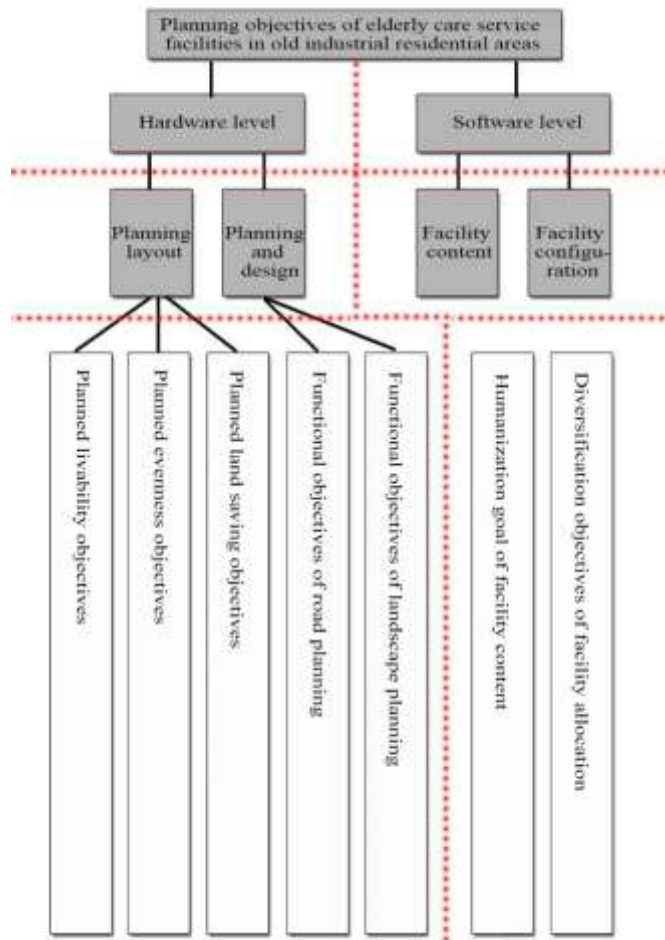 Planning objectives of elderly care service
facilities in old industrial residential areas
Hardware level
Software level
Planning
layout
Planning
and
design
Facility
content
Facility
configu-
ration
Planned livability objectives
Planned evenness objectives
Planned land saving objectives
Functional objectives of road planning
Functional objectives of landscape planning
Humanization goal of facility content
Diversification objectives of facility allocation